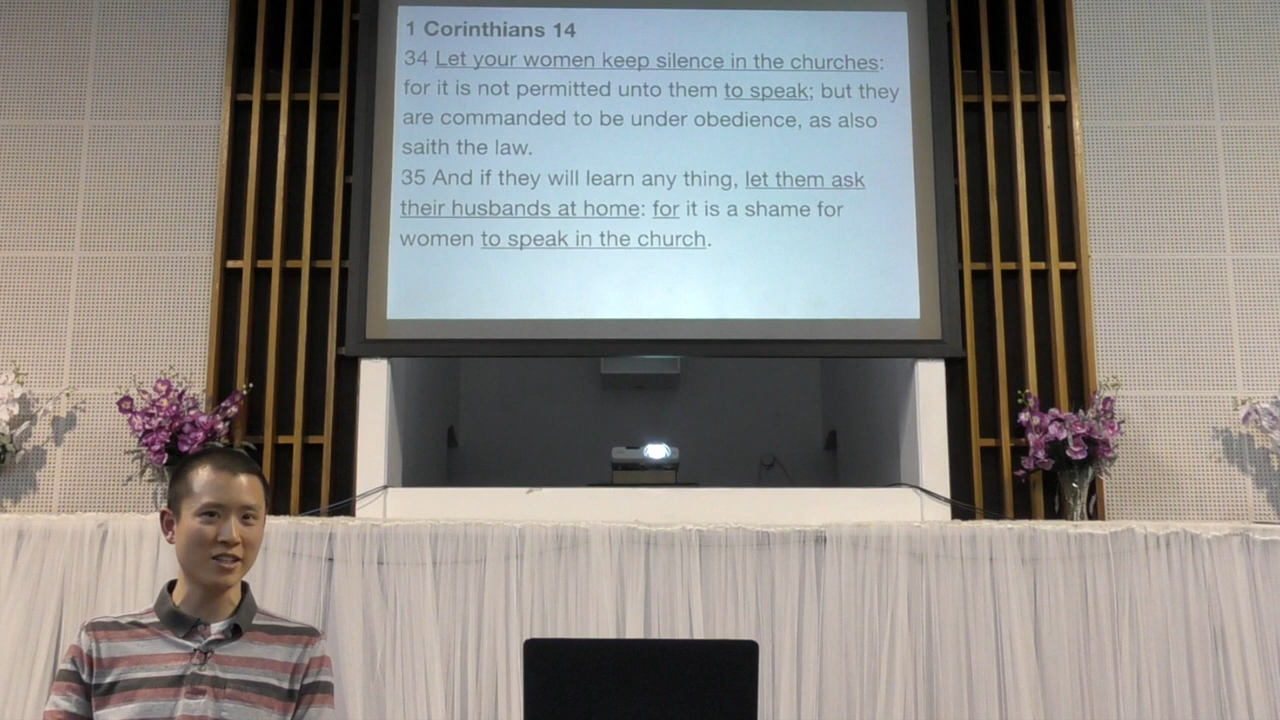 1 Corinthians 14
34 Let your women keep silence in the churches:
for it is not permitted unto them to speak; but they
are commanded to be under obedience, as also
saith the law.
35 And if they will learn any thing, let them ask
their husbands at home: for it is a shame for
women to speak in the church.